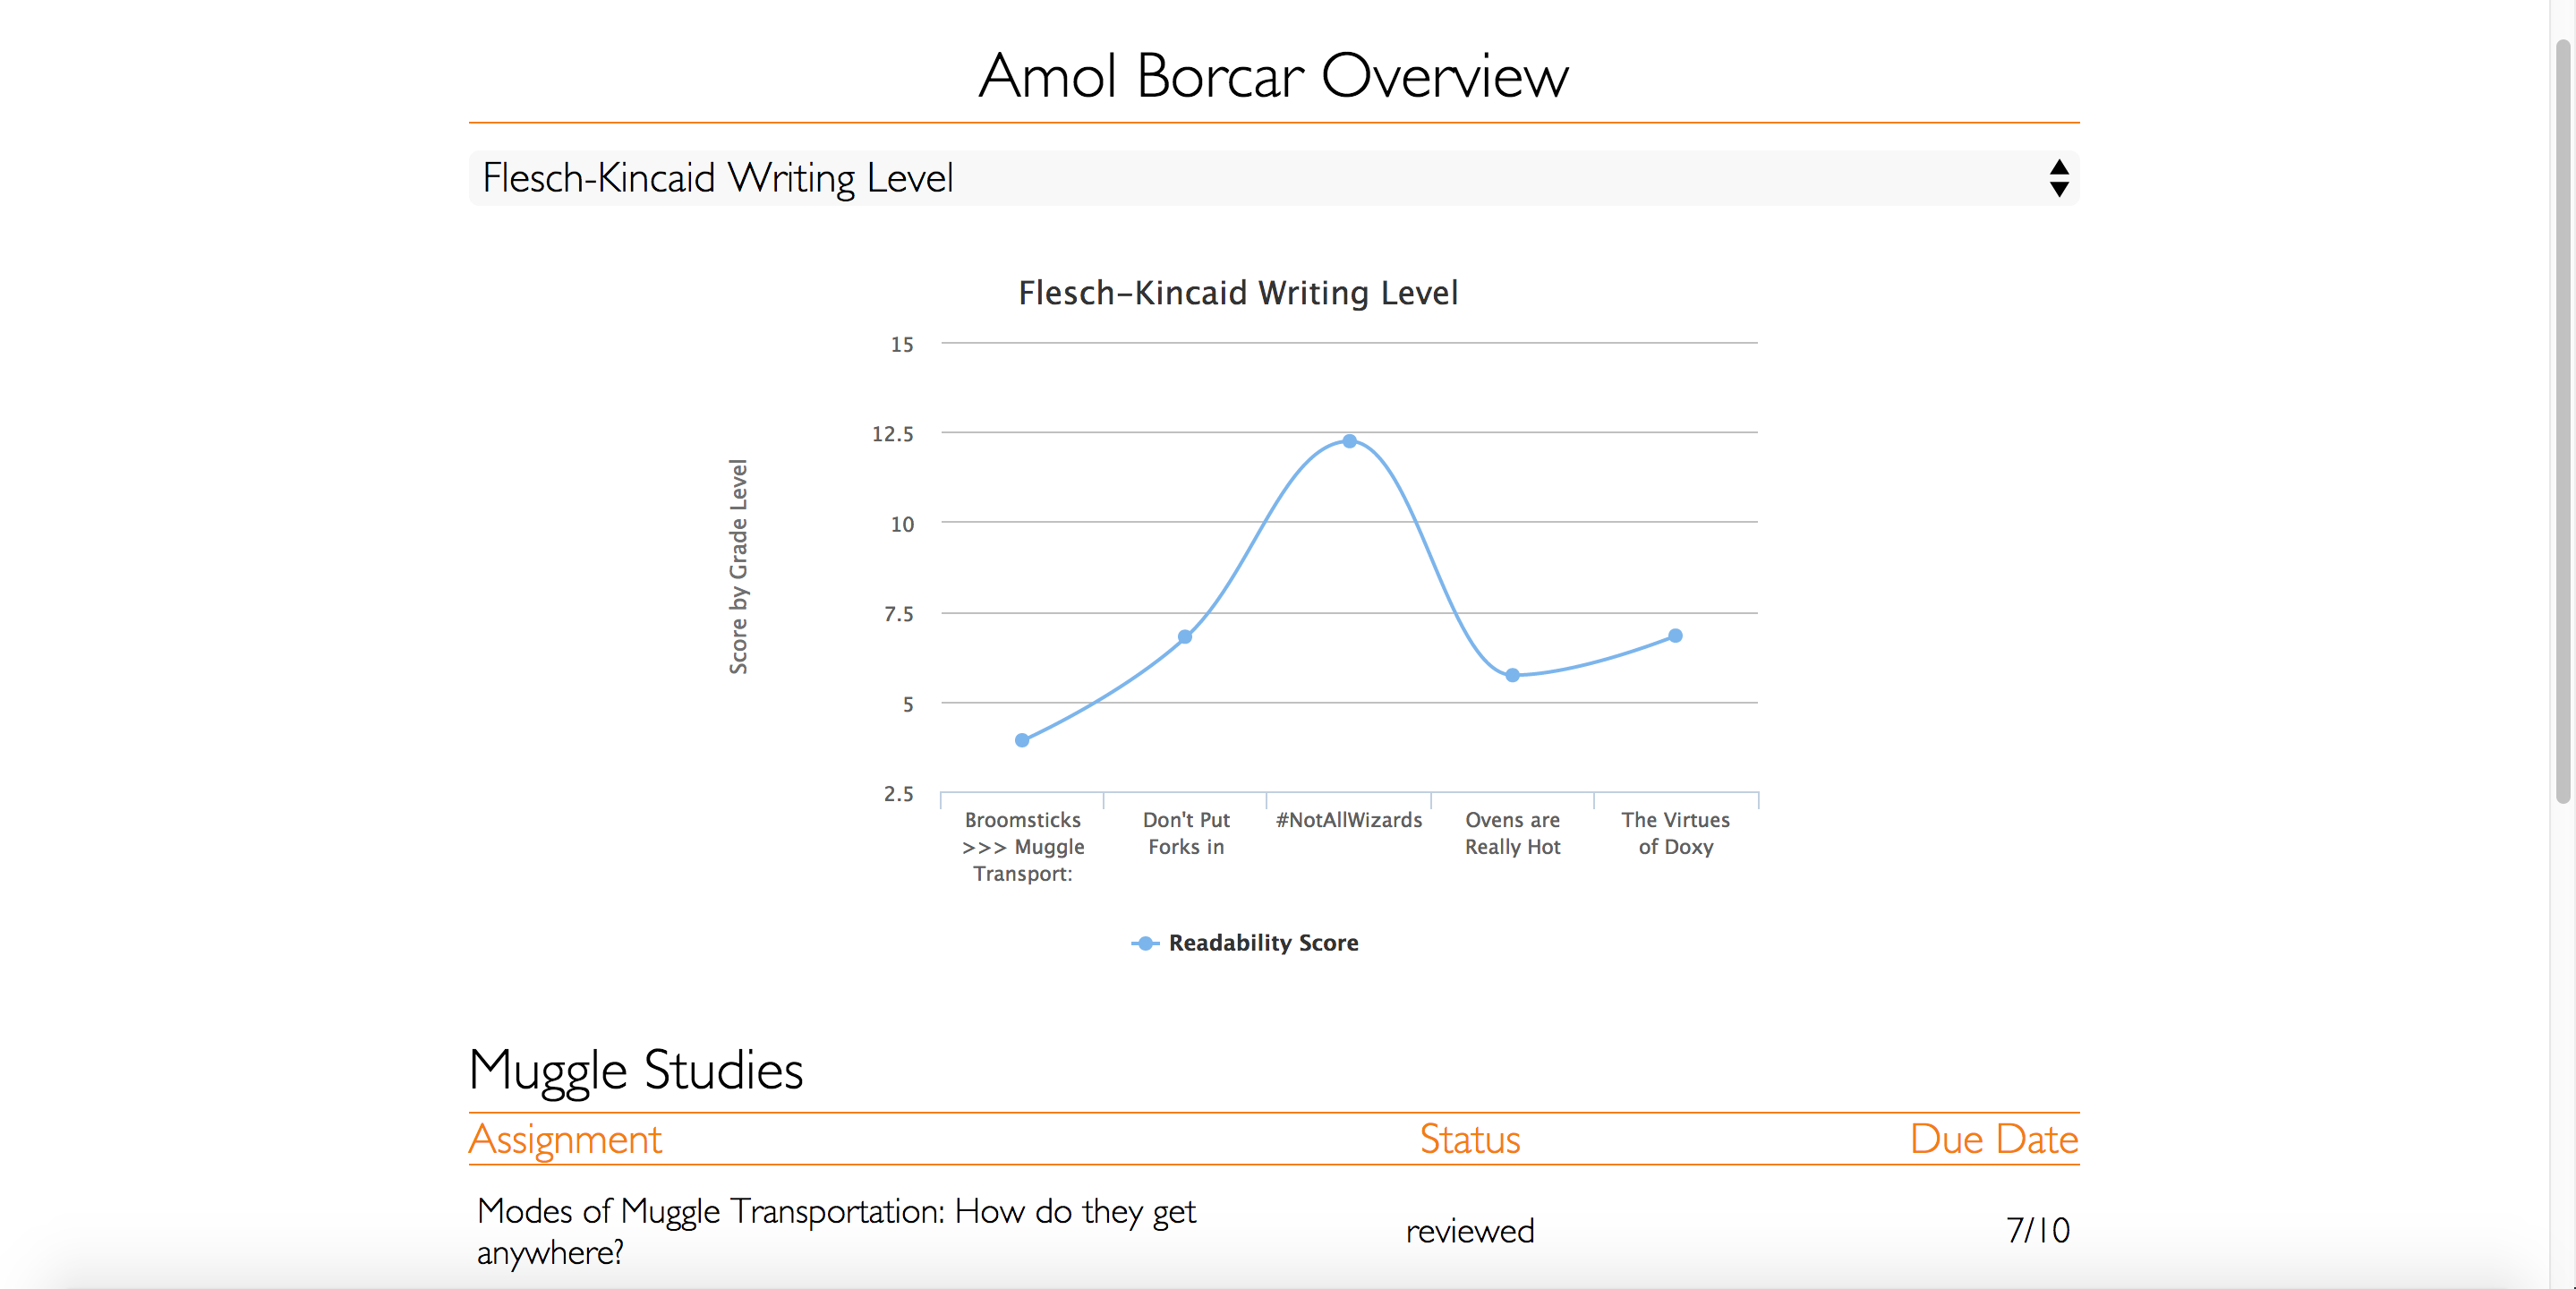 Amol Borcar Overview
Flesch-Kincaid Writing Level
Flesch-Kincaid Writing Level
15
12.5
10
7.5
5
2.5
Score by Grade Level
Broomsticks
>>> Muggle
Transport:
Don't Put
Forks in
#NotAllWizards
Ovens are
Really Hot
The Virtues
of Doxy
Readability Score
Muggle Studies
Assignment Status Due Date
Modes of Muggle Transportation: How do they get
anywhere?
reviewed
7/10